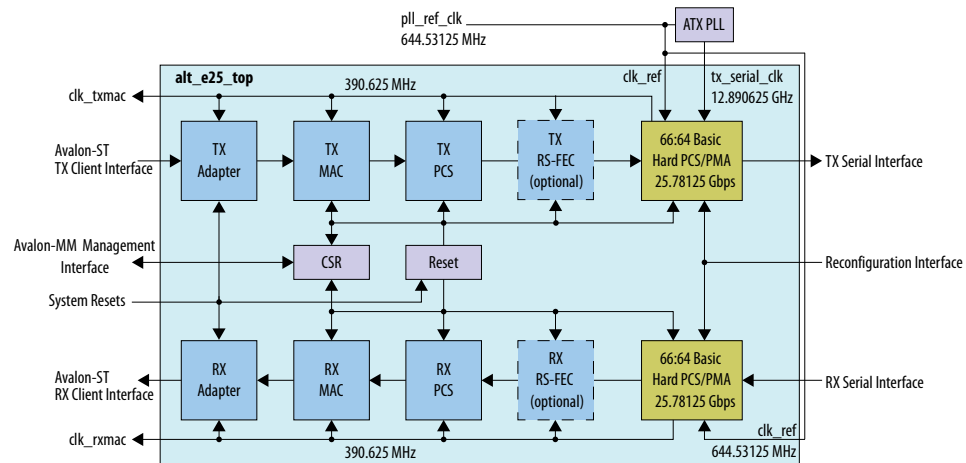 pll_ref_clk
644.53125 MHz
ATX PLL
alt_e25_top
390.625 MHz
clk_ref
tx_serial_clk
12.890625 GHz
clk_txmac
Avalon-ST
TX Client Interface
TX
Adapter
TX
MAC
TX
PCS
TX
RS-FEC
(optional)
66:64 Basic
Hard PCS/PMA
25.78125 Gbps
TX Serial Interface
Avalon-MM Management
Interface
CSR
Reset
Reconfiguration Interface
System Resets
Avalon-ST
RX Client Interface
RX
Adapter
RX
MAC
RX
PCS
RX
RS-FEC
(optional)
66:64 Basic
Hard PCS/PMA
25.78125 Gbps
RX Serial Interface
clk_rxmac
390.625 MHz
clk_ref
644.53125 MHz